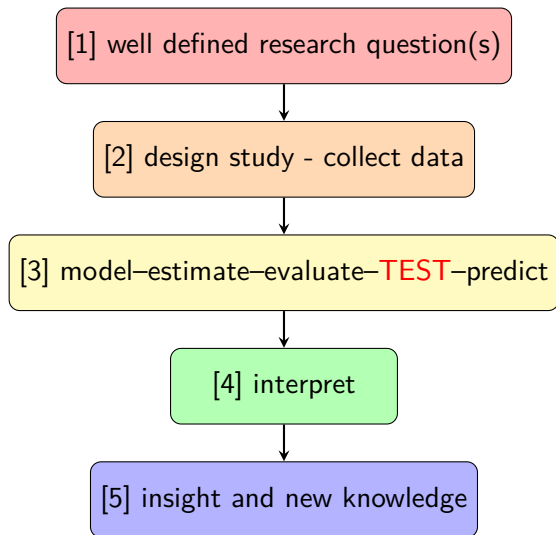 [1] well defined research question(s)
[2] design study - collect data
[3] model–estimate–evaluate–TEST–predict
[4] interpret
[5] insight and new knowledge